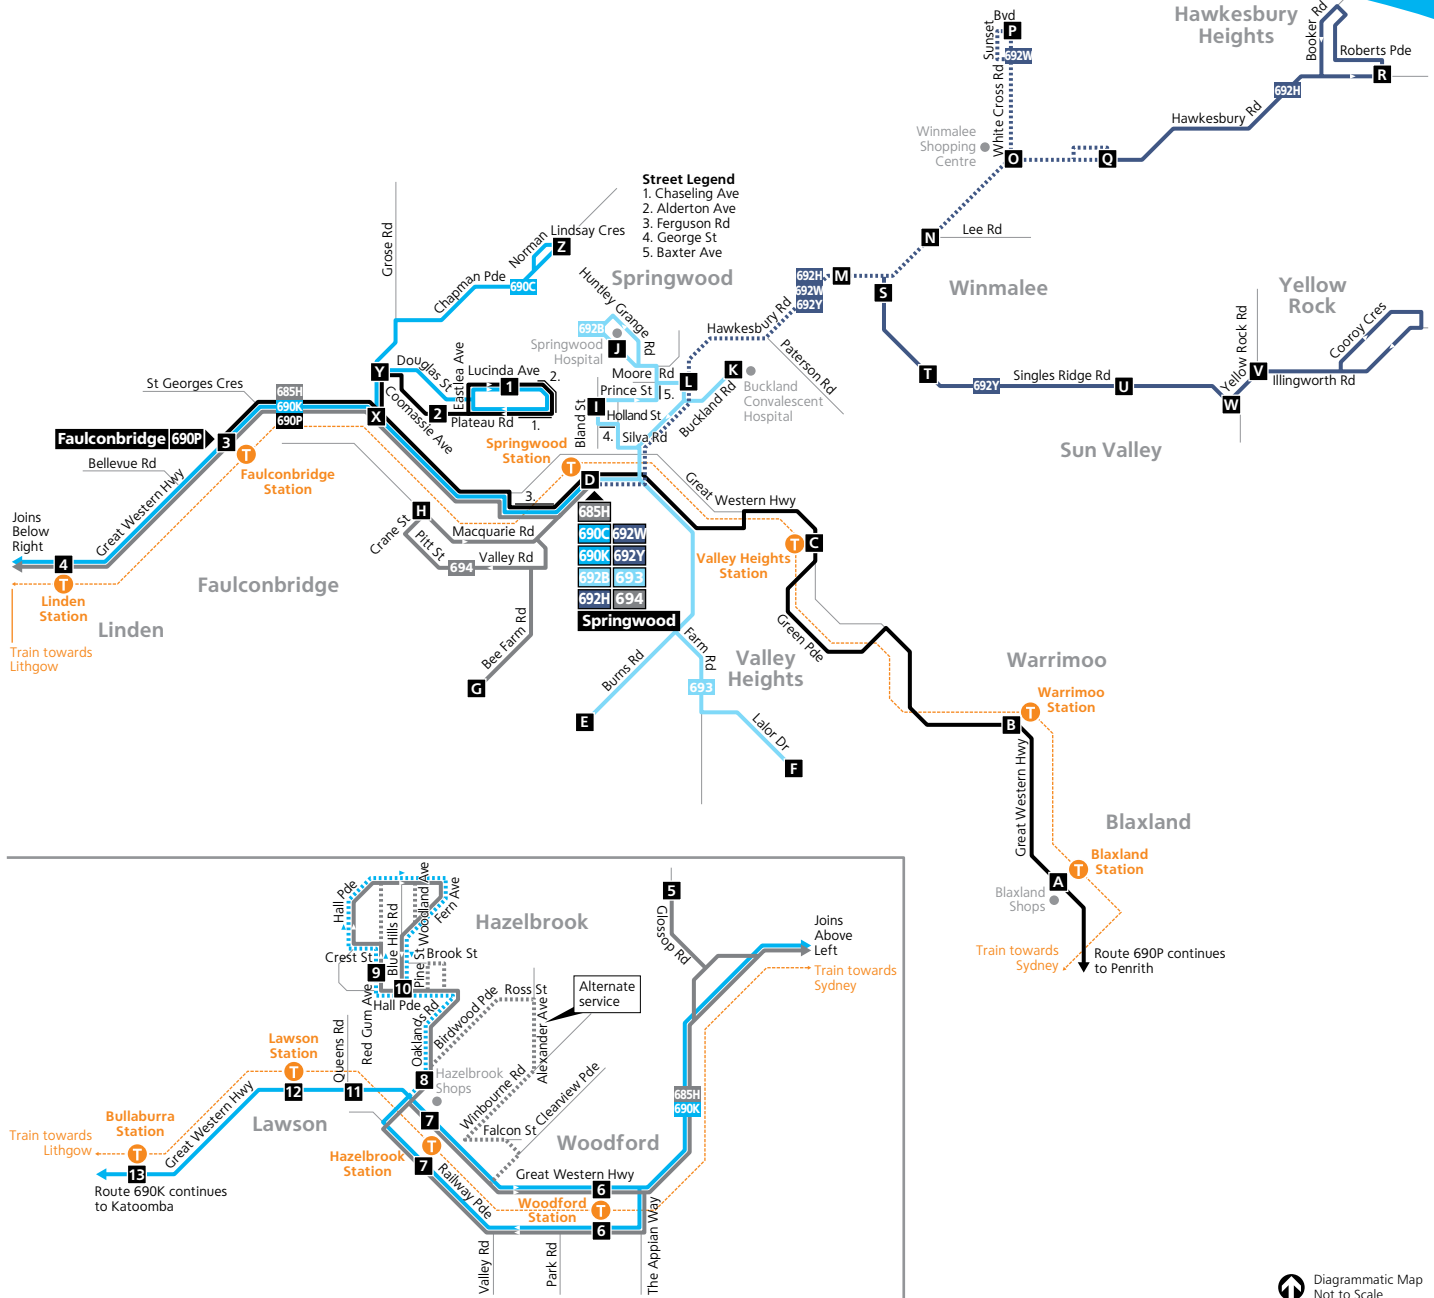 Hawkesbury
Heights
Booker Rd
Roberts Pde
R
692H
Hawkesbury Rd
Sunset
Bvd
P
692W
White Cross Rd
Winmalee
Shopping
Centre
O
Q
N
Lee Rd
Street Legend
1. Chaseling Ave
2. Alderton Ave
3. Ferguson Rd
4. George St
5. Baxter Ave
Grose Rd
Norman
Lindsay Cres
Z
Chapman Pde
690C
Springwood
Huntley Grange
Rd
692B
J
Springwood
Hospital
692H
692W
692Y
M
S
Winmalee
Yellow
Rock
Hawkesbury Rd
Paterson Rd
Moore Rd
Prince St
L
5.
K
Buckland
Convalescent
Hospital
Buckland Rd
I
Bland St
Holland St
4.
Silva Rd
T
692Y
Singles Ridge Rd
U
W
Yellow Rock Rd
V
Illingworth Rd
Cooroy Cres
Sun Valley
Y
Douglas St
Eastlea Ave
Lucinda Ave
1
2.
Coomassie Ave
2
Plateau Rd
1.
X
St Georges Cres
685H
690K
690P
Faulconbridge 690P
3
T
Faulconbridge
Station
Bellevue Rd
Great Western Hwy
Joins
Below
Right
4
T
Linden
Station
Linden
Train towards
Lithgow
Faulconbridge
Springwood
Station
T
3.
D
685H
690C 692W
690K 692Y
692B 693
692H 694
Springwood
H
Crane St
Pitt St
Macquarie Rd
Valley Rd
694
Bee Farm Rd
G
Great Western Hwy
Valley Heights
Station
T
C
Green Pde
Burns Rd
E
Farm Rd
693
Lalor Dr
F
Valley
Heights
Warrimoo
Warrimoo
Station
T
B
Great Western Hwy
Blaxland
Blaxland
Station
T
A
Blaxland
Shops
Train towards
Sydney
Route 690P continues
to Penrith
Hazelbrook
Hall Pde
Blue Hills Rd
Pine St
Woodland Ave
Fern Ave
Crest St
Brook St
9
10
Hall Pde
Red Gum Ave
Oaklands Rd
Birdwood Pde
Ross St
Alexander Ave
Alternate
service
5
Glossop Rd
Joins
Above
Left
Train towards
Sydney
8
Hazelbrook
Shops
Winbourne Rd
Clearview Pde
Falcon St
Woodford
685H
690K
Lawson
Station
T
Queens Rd
12
11
Lawson
Bullaburra
Station
T
Train towards
Lithgow
13
Great Western Hwy
Route 690K continues
to Katoomba
7
T
Hazelbrook
Station
7
Railway Pde
Great Western Hwy
6
Woodford
Station
T
6
Valley Rd
Park Rd
The Appian Way
Diagrammatic Map
Not to Scale